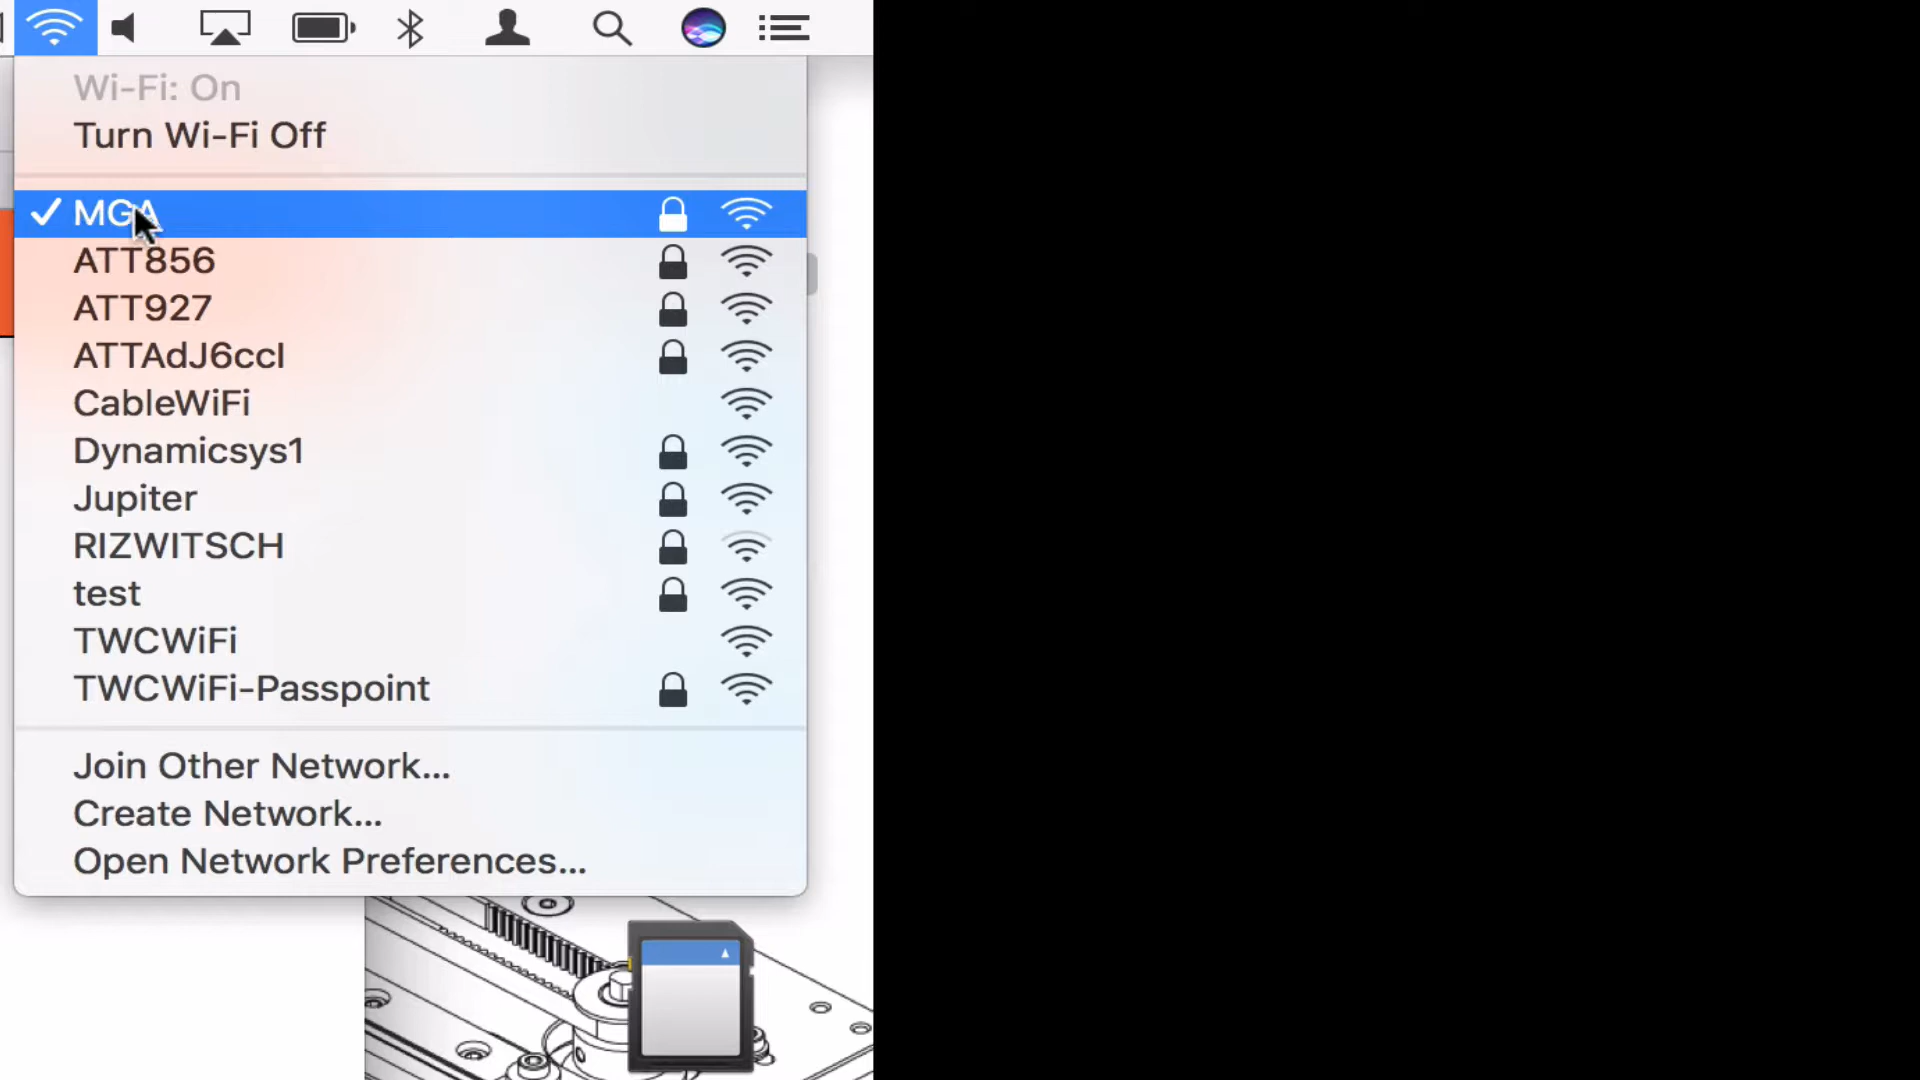 Wi-Fi: On
Turn Wi-Fi Off
MGA
ATT856
ATT927
ATTAdJ6ccI
CableWiFi
Dynamicsys1
Jupiter
RIZWITSCH
test
TWCWiFi
TWCWiFi-Passpoint
Join Other Network...
Create Network...
Open Network Preferences...